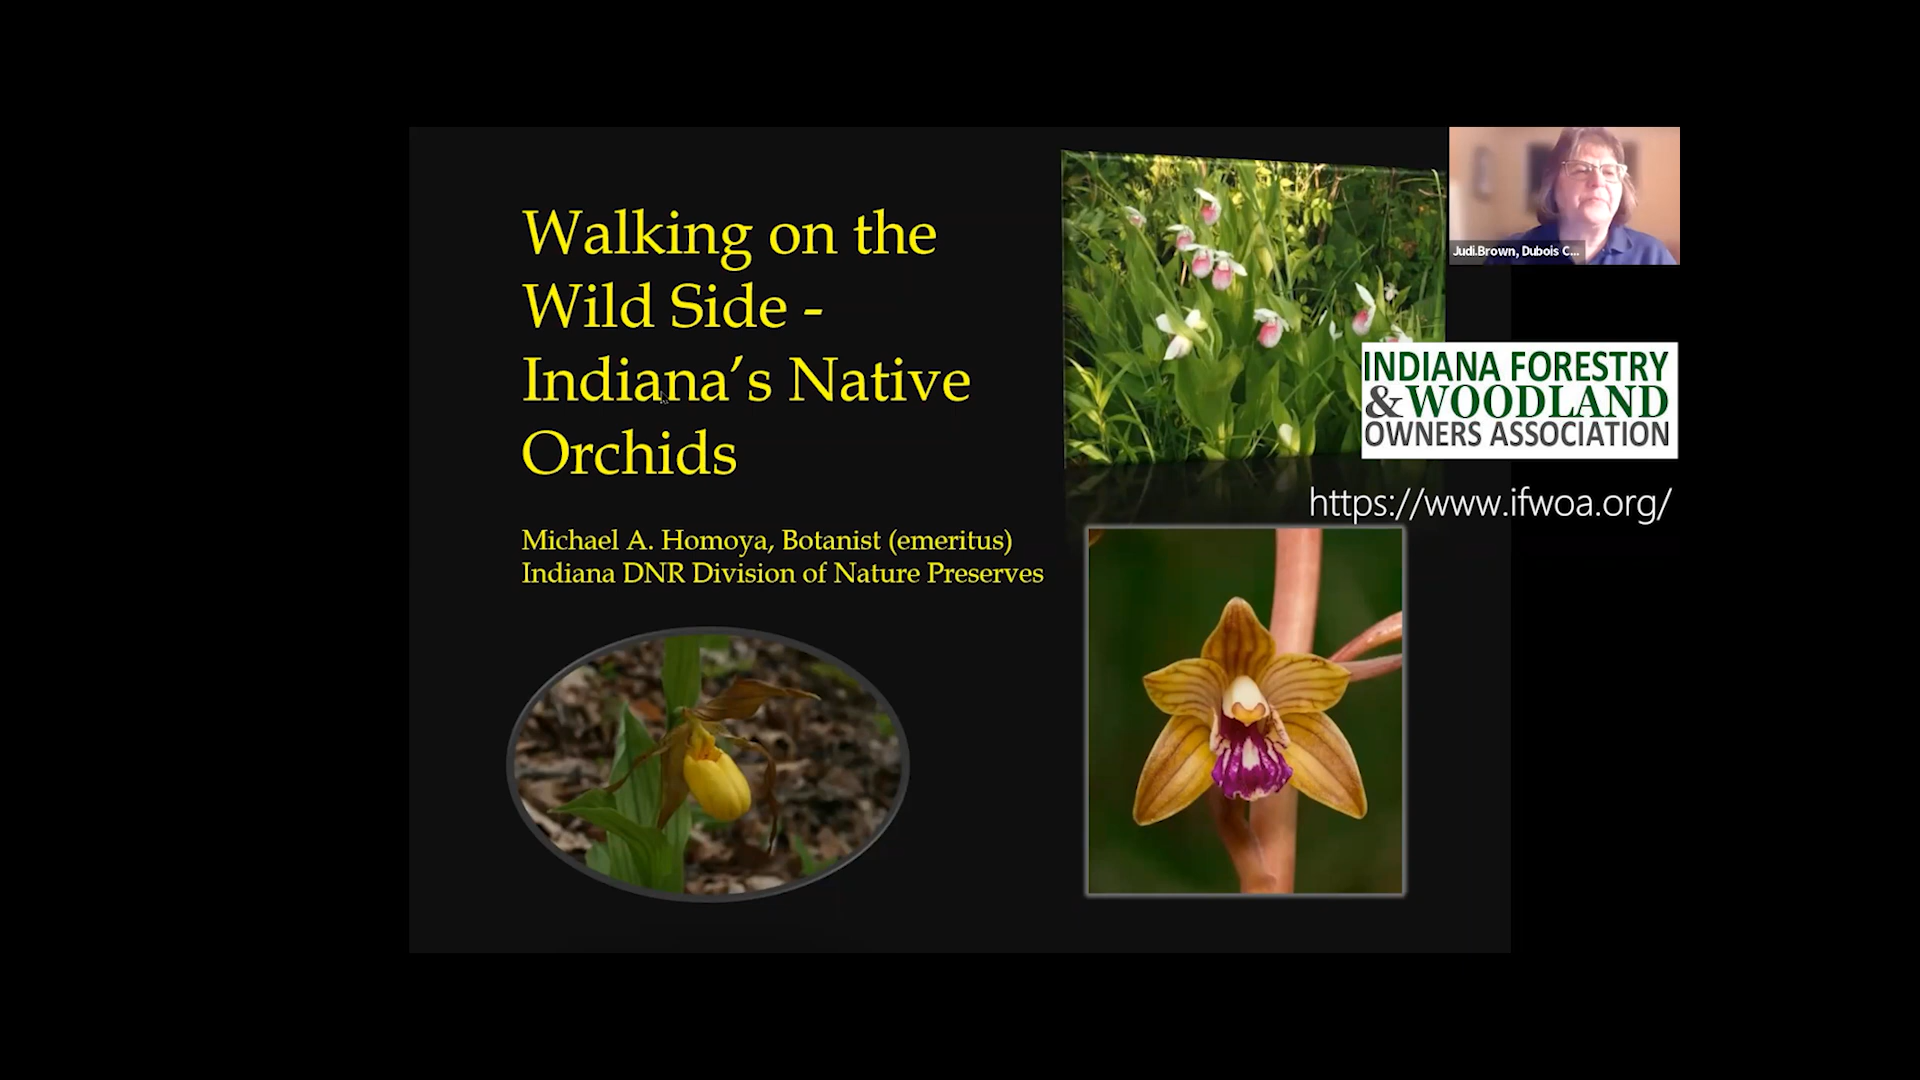 Walking on the
Wild Side -
Indiana’s Native
Orchids
Michael A. Homoya, Botanist (emeritus)
Indiana DNR Division of Nature Preserves
Judi.Brown, Dubois C...
INDIANA FORESTRY
&WOODLAND
OWNERS ASSOCIATION
https://www.ifwoa.org/